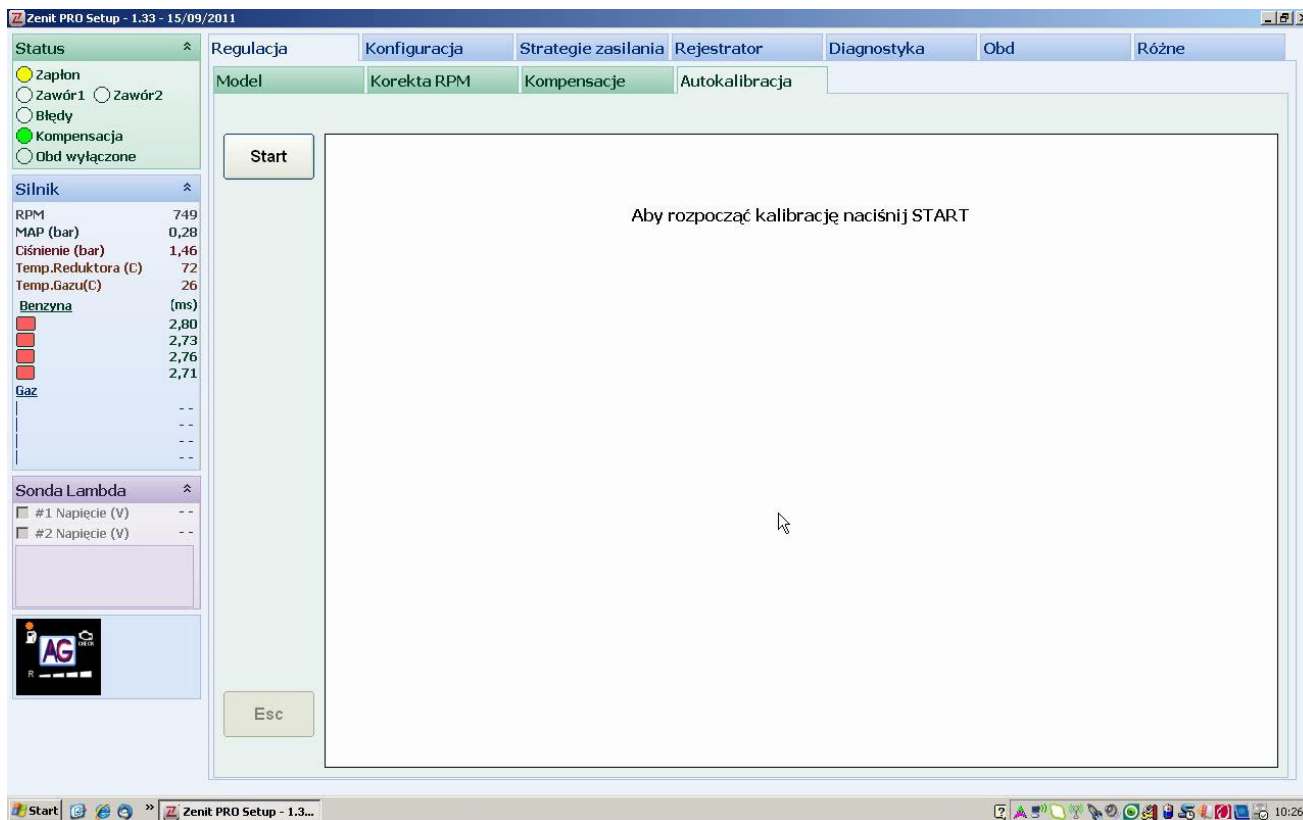 Zenit PRO Setup - 1.33 - 15/09/2011
Status
Zapłon
Zawór1 Zawór2
Błędy
Kompensacja
Obd wyłączone
Silnik
RPM 749
MAP (bar) 0,28
Ciśnienie (bar) 1,46
Temp.Reduktora (C) 72
Temp.Gazu(C) 26
Benzyna (ms)
2,80
2,73
2,76
2,71
Gaz
- -
- -
- -
- -
Sonda Lambda
#1 Napięcie (V) - -
#2 Napięcie (V) - -
AG
CHECK
R
Regulacja Konfiguracja Strategie zasilania Rejestrator Diagnostyka Obd Różne
Model Korekta RPM Kompensacje Autokalibracja
Start
Aby rozpocząć kalibrację naciśnij START
Esc
Start » Zenit PRO Setup - 1.3... 10:26